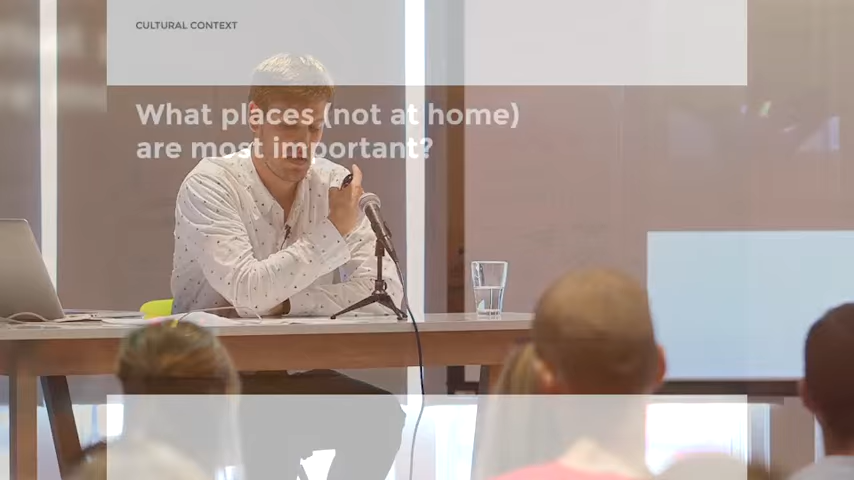 CULTURAL CONTEXT
What places (not at home)
are most important?